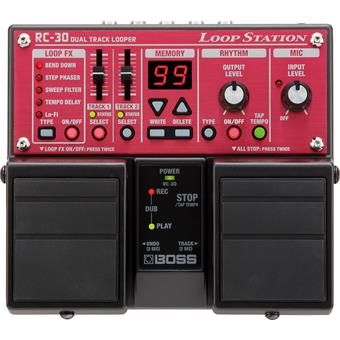 RC-30 DUAL TRACK LOOPER
LOOP STATION
LOOP FX
MEMORY
RHYTHM
MIC
BEND DOWN
STEP PHASER
SWEEP FILTER
TEMPO DELAY
Lo-Fi
TYPE
ON/OFF
TRACK 1
STATUS
SELECT
TRACK 2
STATUS
SELECT
99
WRITE
DELETE
OUTPUT LEVEL
TYPE
ON/OFF
TAP TEMPO
INPUT LEVEL
OFF
▼LOOP FX ON/OFF:PRESS TWICE
▼ALL STOP:PRESS TWICE
POWER
RC-30
REC
DUB
PLAY
STOP
/TAP TEMPO
UNDO
(2 SEC)
TRACK
(2 SEC)
BOSS